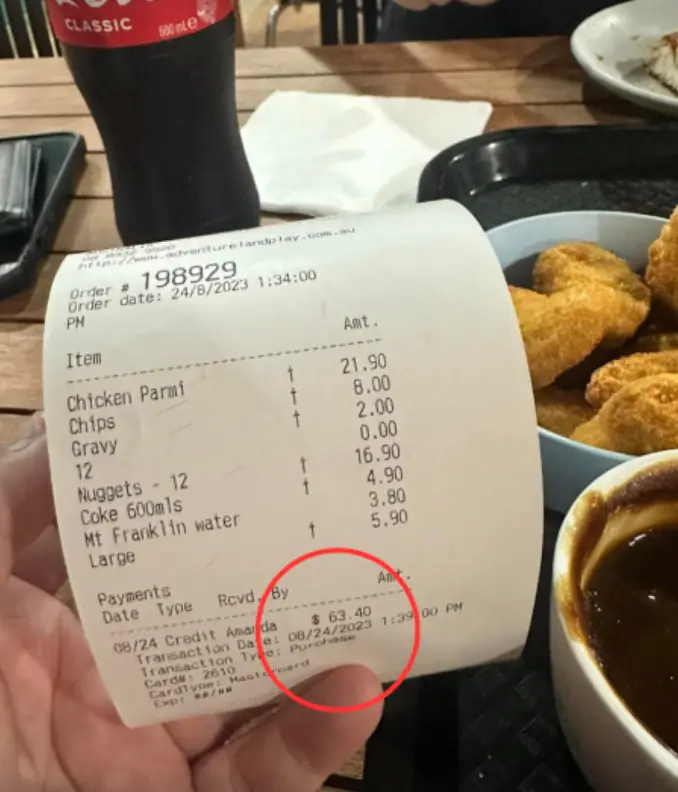 CLASSIC
600 mL e
http://www.adventurelandplay.com.au
Order # 198929
Order date: 24/8/2023 1:34:00
PM
Item Amt.
Chicken Parmi † 21.90
Chips † 8.00
Gravy † 2.00
12 0.00
Nuggets - 12 † 16.90
Coke 600mls † 4.90
Mt Franklin water 3.80
Large † 5.90
Payments
Date Type Rcvd. By Amt.
08/24 Credit Amanda $ 63.40
Transaction Date: 08/24/2023 1:39:00 PM
Transaction Type: Purchase
Card#: 2610
CardType: Mastercard
Exp: ##/##